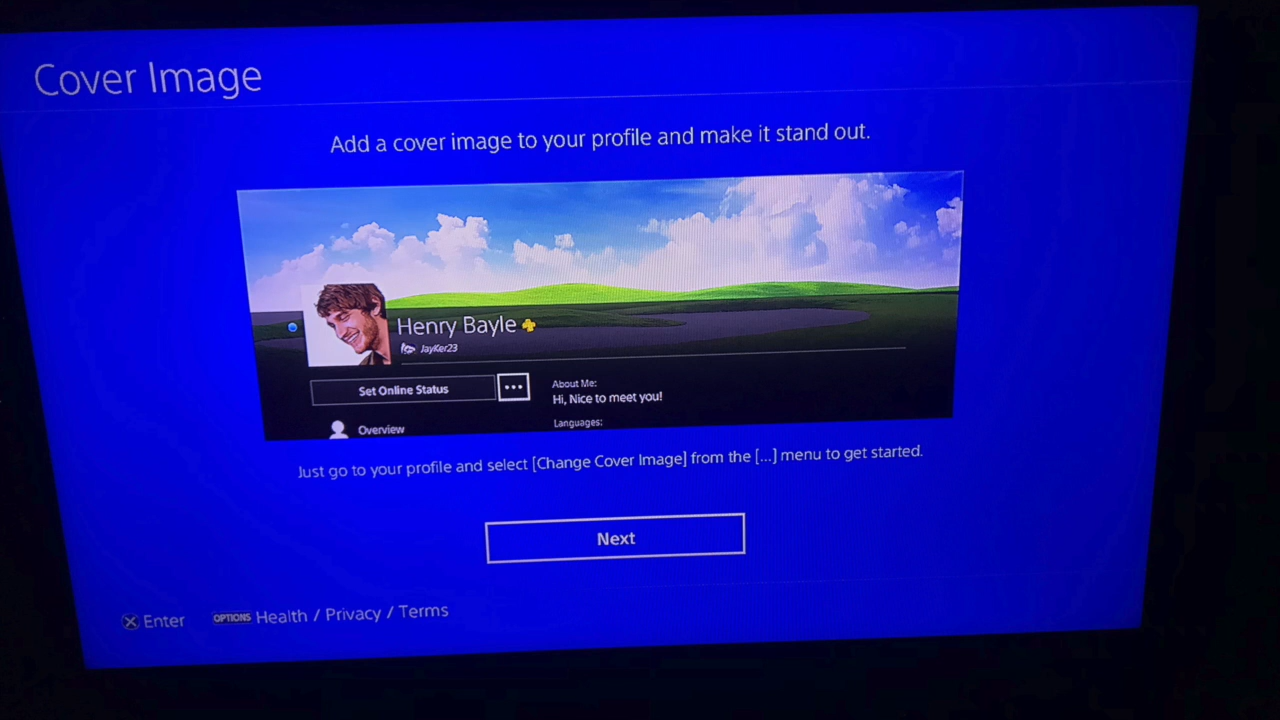 Cover Image
Add a cover image to your profile and make it stand out.
Henry Bayle
JayKer23
Set Online Status
...
About Me:
Hi, Nice to meet you!
Overview
Languages:
Just go to your profile and select [Change Cover Image] from the [...] menu to get started.
Next
Enter OPTIONS Health / Privacy / Terms